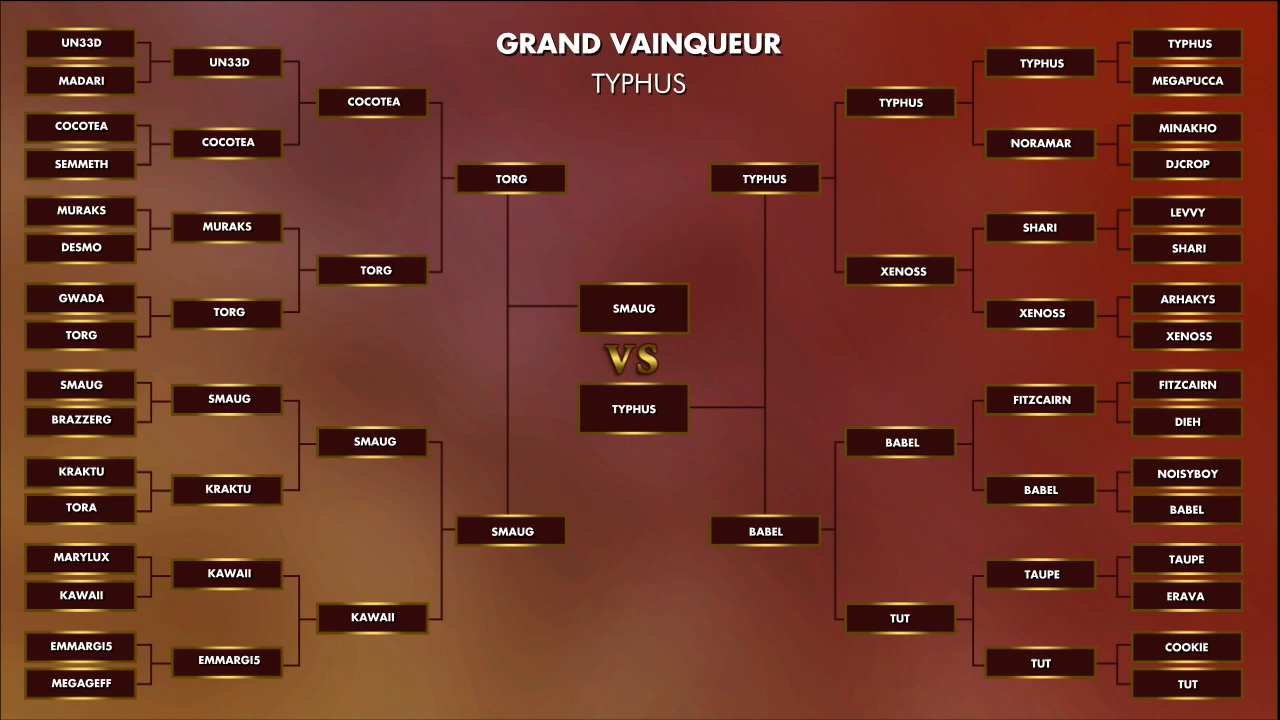 GRAND VAINQUEUR
TYPHUS
UN33D
MADARI
COCOTEA
SEMMETH
MURAKS
DESMO
GWADA
TORG
SMAUG
BRAZZERG
KRAKTU
TORA
MARYLUX
KAWAII
EMMARGI5
MEGAGEFF
UN33D
COCOTEA
MURAKS
TORG
SMAUG
KRAKTU
KAWAII
EMMARGI5
COCOTEA
TORG
SMAUG
KAWAII
TORG
SMAUG
SMAUG
VS
TYPHUS
TYPHUS
BABEL
TYPHUS
XENOSS
BABEL
TUT
TYPHUS
NORAMAR
SHARI
XENOSS
FITZCAIRN
BABEL
TAUPE
TUT
TYPHUS
MEGAPUCCA
MINAKHO
DJCROP
LEVVY
SHARI
ARHAKYS
XENOSS
FITZCAIRN
DIEH
NOISYBOY
BABEL
TAUPE
ERAVA
COOKIE
TUT